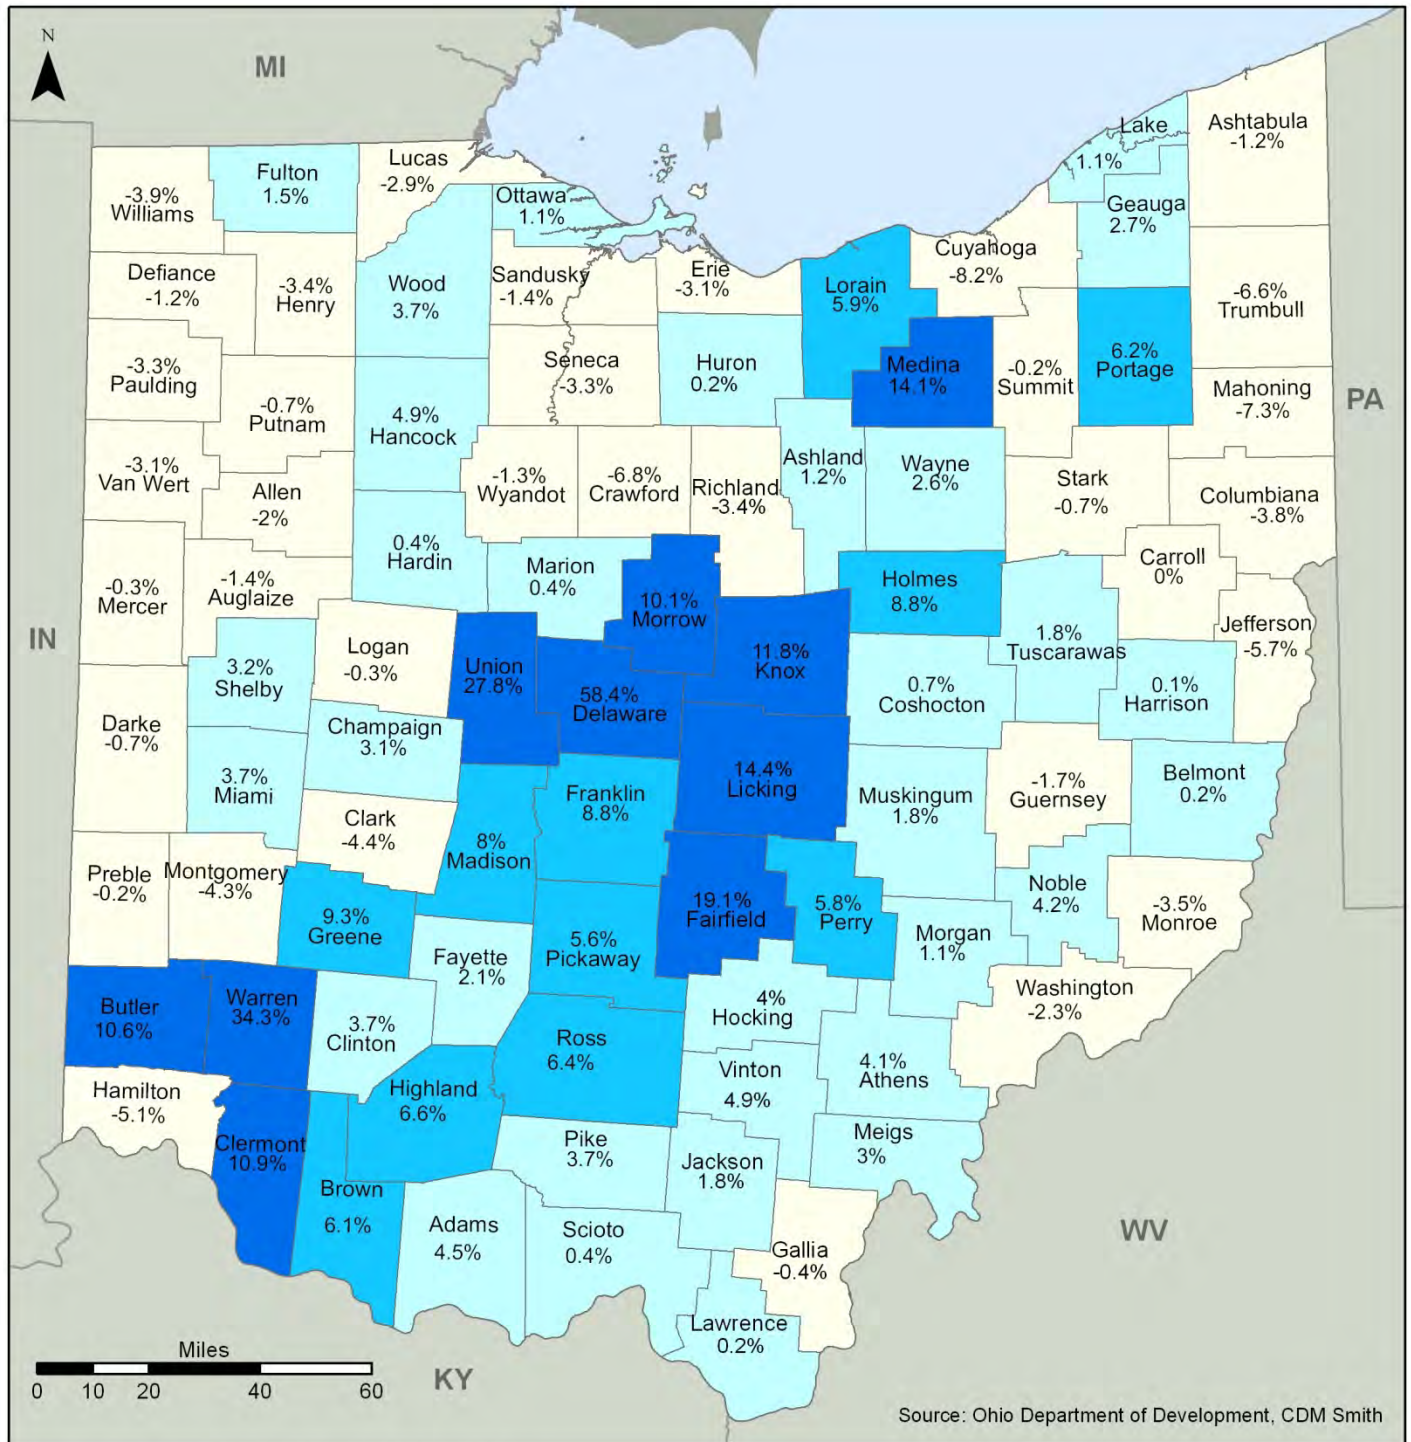 N
MI
Lake
1.1%
Ashtabula
-1.2%
Lucas
-2.9%
Fulton
1.5%
-3.9%
Williams
Ottawa
1.1%
Geauga
2.7%
Cuyahoga
-8.2%
Defiance
-1.2%
-3.4%
Henry
Wood
3.7%
Sandusky
-1.4%
Erie
-3.1%
Lorain
5.9%
-6.6%
Trumbull
-3.3%
Paulding
Seneca
-3.3%
Huron
0.2%
Medina
14.1%
-0.2%
Summit
6.2%
Portage
Mahoning
-7.3%
PA
-0.7%
Putnam
4.9%
Hancock
-3.1%
Van Wert
Allen
-2%
-1.3%
Wyandot
-6.8%
Crawford
Richland
-3.4%
Ashland
1.2%
Wayne
2.6%
Stark
-0.7%
Columbiana
-3.8%
0.4%
Hardin
Marion
0.4%
Holmes
8.8%
Carroll
0%
-0.3%
Mercer
-1.4%
Auglaize
10.1%
Morrow
IN
Logan
-0.3%
Union
27.8%
11.8%
Knox
1.8%
Tuscarawas
Jefferson
-5.7%
3.2%
Shelby
58.4%
Delaware
0.7%
Coshocton
0.1%
Harrison
Darke
-0.7%
Champaign
3.1%
3.7%
Miami
14.4%
Licking
Franklin
8.8%
Muskingum
1.8%
-1.7%
Guernsey
Belmont
0.2%
Clark
-4.4%
8%
Madison
Preble
-0.2%
Montgomery
-4.3%
9.3%
Greene
19.1%
Fairfield
5.8%
Perry
Noble
4.2%
-3.5%
Monroe
5.6%
Pickaway
Fayette
2.1%
Morgan
1.1%
Butler
10.6%
Warren
34.3%
3.7%
Clinton
4%
Hocking
Washington
-2.3%
Ross
6.4%
4.1%
Athens
Hamilton
-5.1%
Highland
6.6%
Vinton
4.9%
Clermont
10.9%
Pike
3.7%
Meigs
3%
Jackson
1.8%
Brown
6.1%
Adams
4.5%
Scioto
0.4%
Gallia
-0.4%
WV
Lawrence
0.2%
Miles
0 10 20 40 60
KY
Source: Ohio Department of Development, CDM Smith